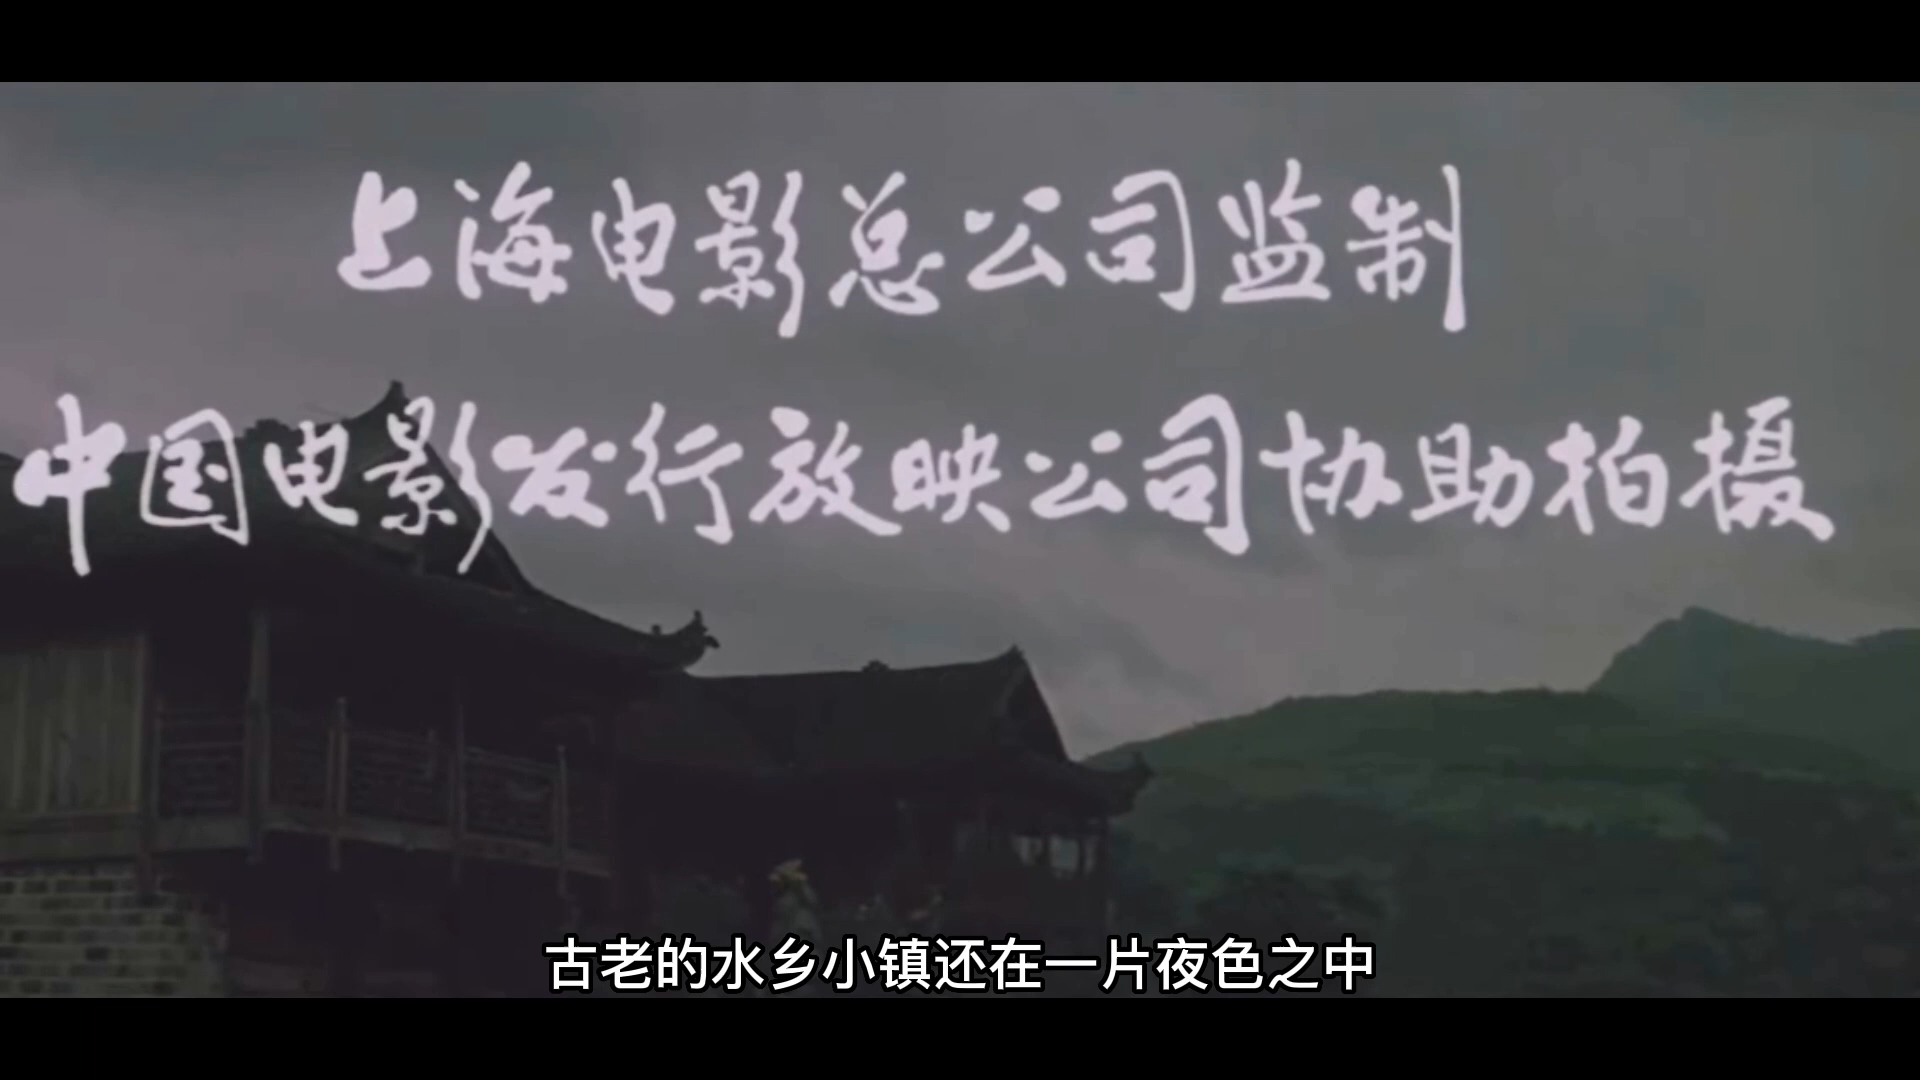 上海电影总公司监制
中国电影发行放映公司协助拍摄
古老的水乡小镇还在一片夜色之中